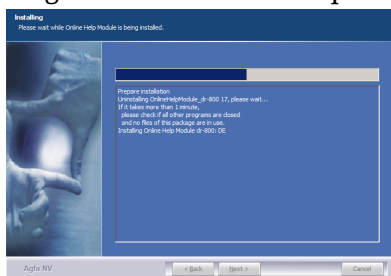 Installing
Please wait while Online Help Module is being installed.
Prepare installation
Uninstalling OnlineHelpModule_dr-800 17, please wait...
If it takes more than 1 minute,
please check if all other programs are closed
and no files of this package are in use.
Installing Online Help Module dr-800: DE
Agfa NV
< Back
Next >
Cancel